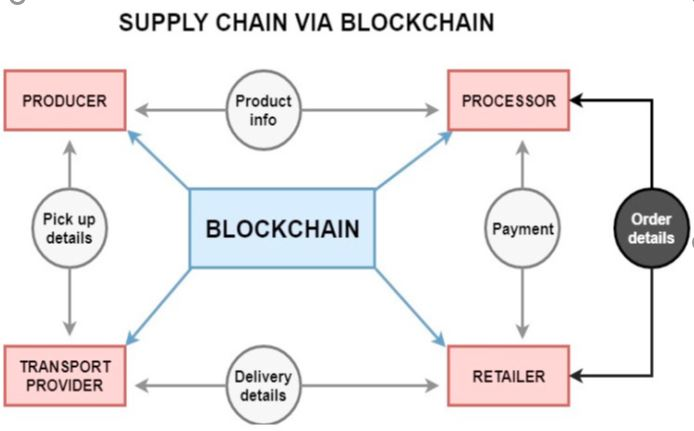 SUPPLY CHAIN VIA BLOCKCHAIN
PRODUCER
Product
info
PROCESSOR
Pick up
details
BLOCKCHAIN
Payment
Order
details
TRANSPORT
PROVIDER
Delivery
details
RETAILER